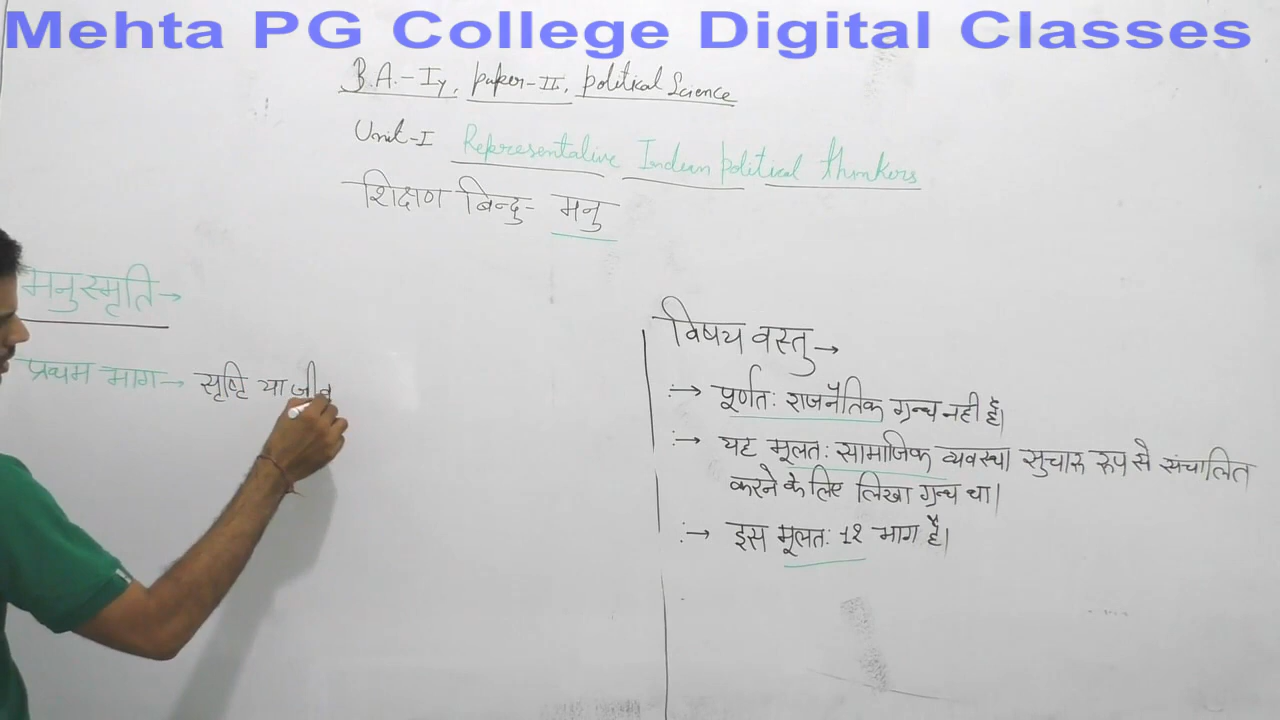 Mehta PG College Digital Classes
B.A.-Iy, paper-II, political Science
Unit-I Representative Indian political thinkers
शिक्षण बिन्दु- मनु
मनुस्मृति→
प्रथम भाग→ सृष्टि या जीव
विषय वस्तु→
:→ पूर्णत: राजनैतिक ग्रन्थ नही है।
:→ यह मूलत: सामाजिक व्यवस्था सुचारू रूप से संचालित
करने के लिए लिखा ग्रन्थ था।
:→ इस मूलत: 12 भाग है।